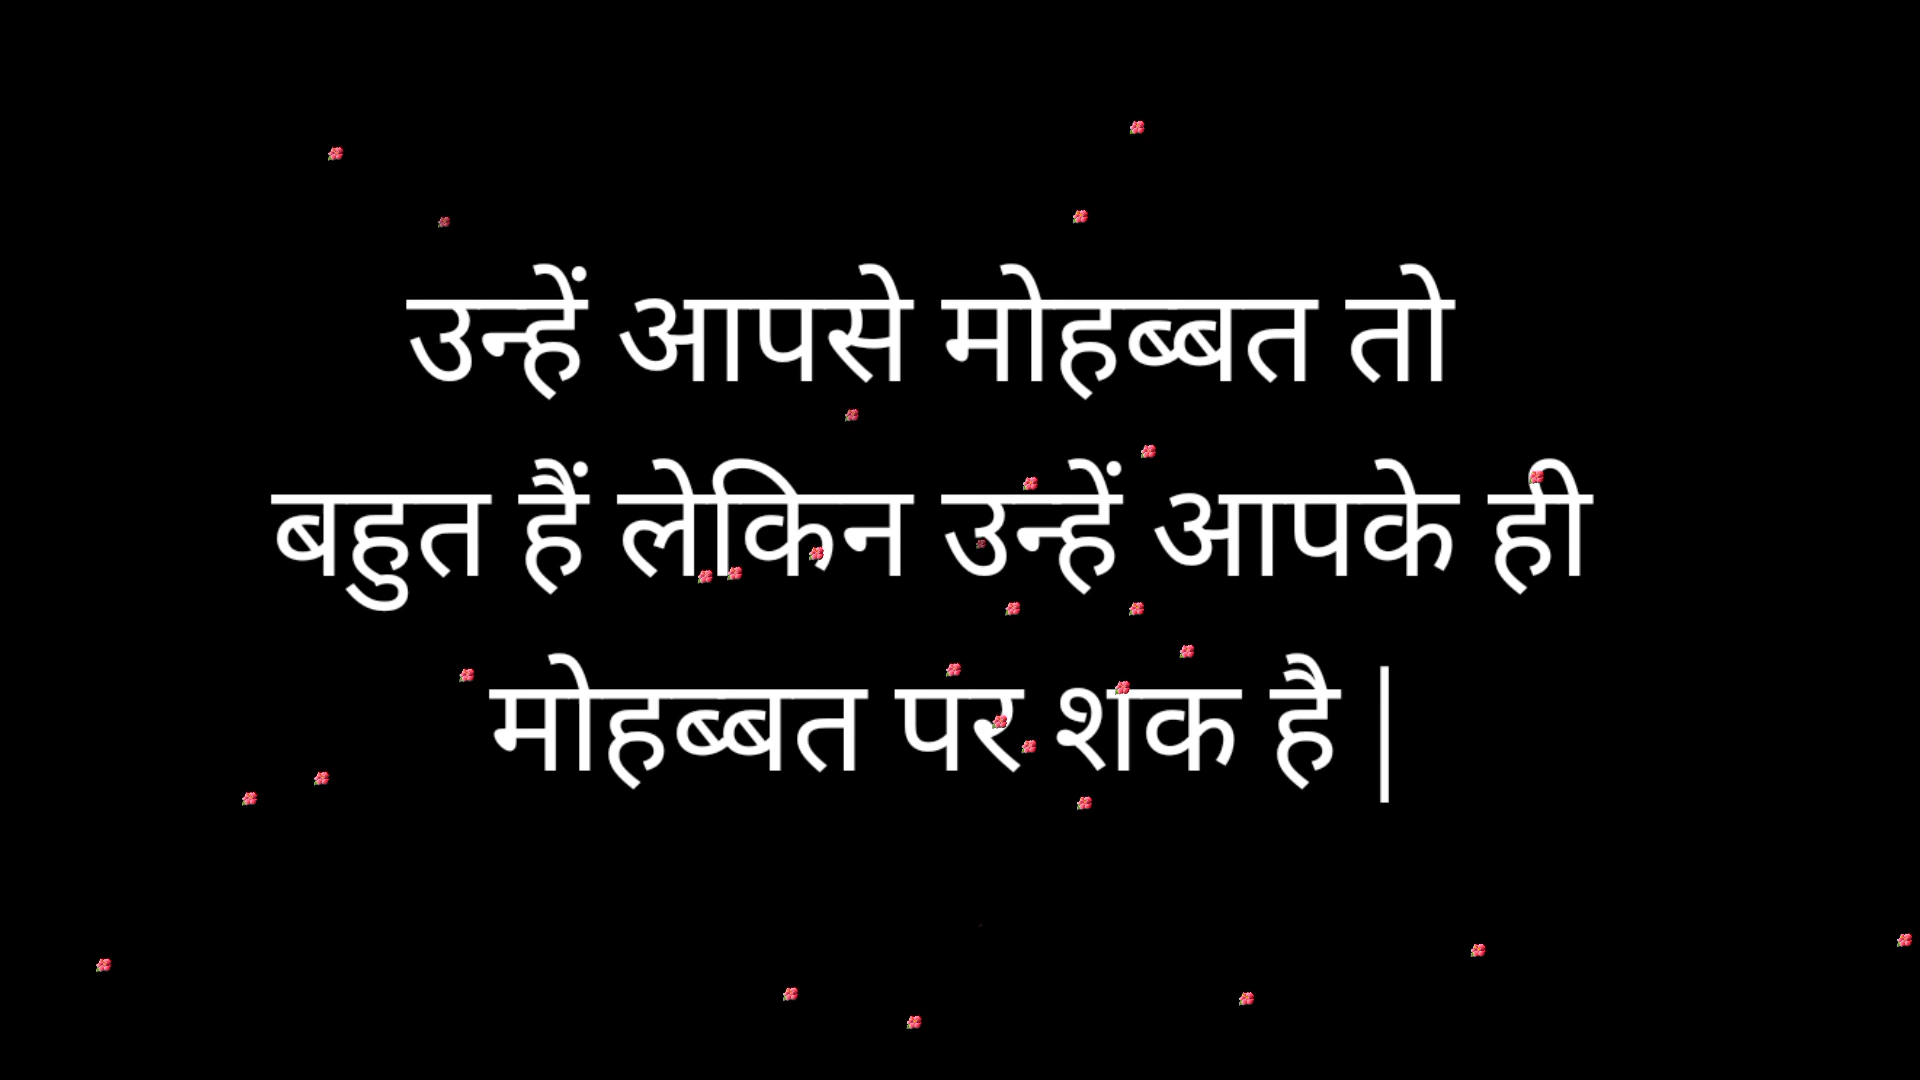 उन्हें आपसे मोहब्बत तो
बहुत हैं लेकिन उन्हें आपके ही
मोहब्बत पर शक है |